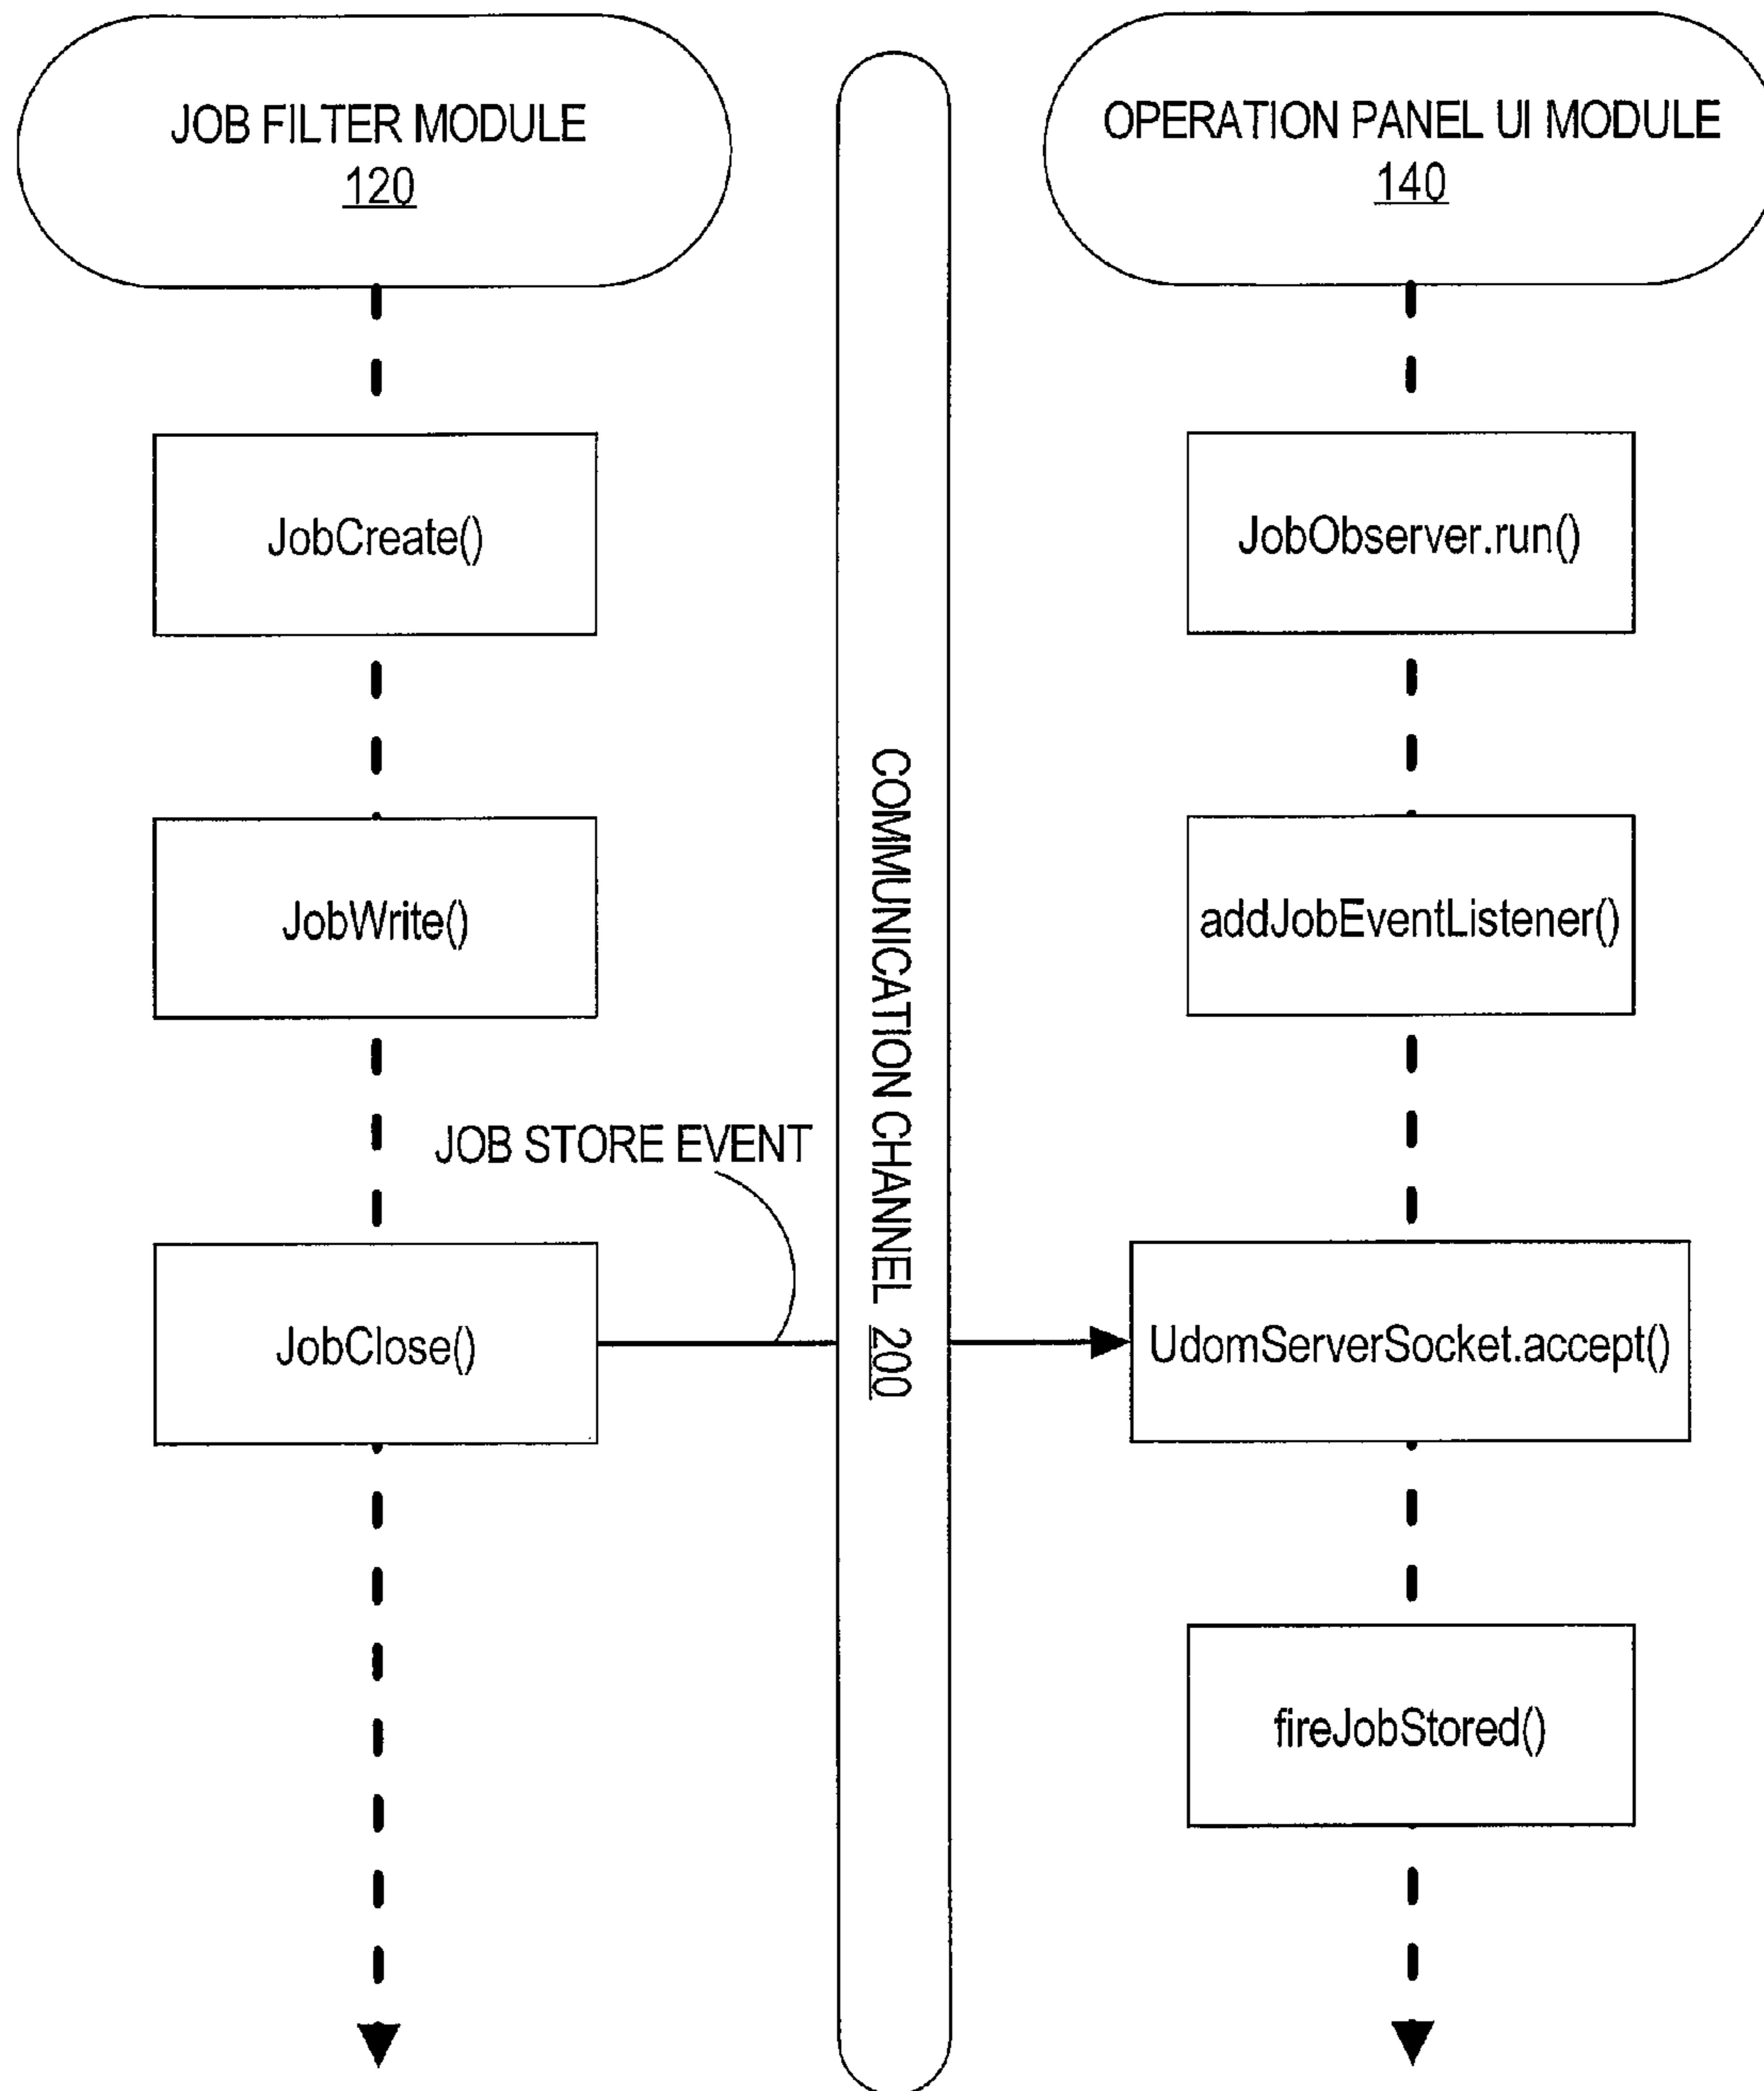 JOB FILTER MODULE
120
OPERATION PANEL UI MODULE
140
JobCreate()
JobObserver.run()
JobWrite()
addJobEventListener()
COMMUNICATION CHANNEL 200
JOB STORE EVENT
JobClose()
UdomServerSocket.accept()
fireJobStored()